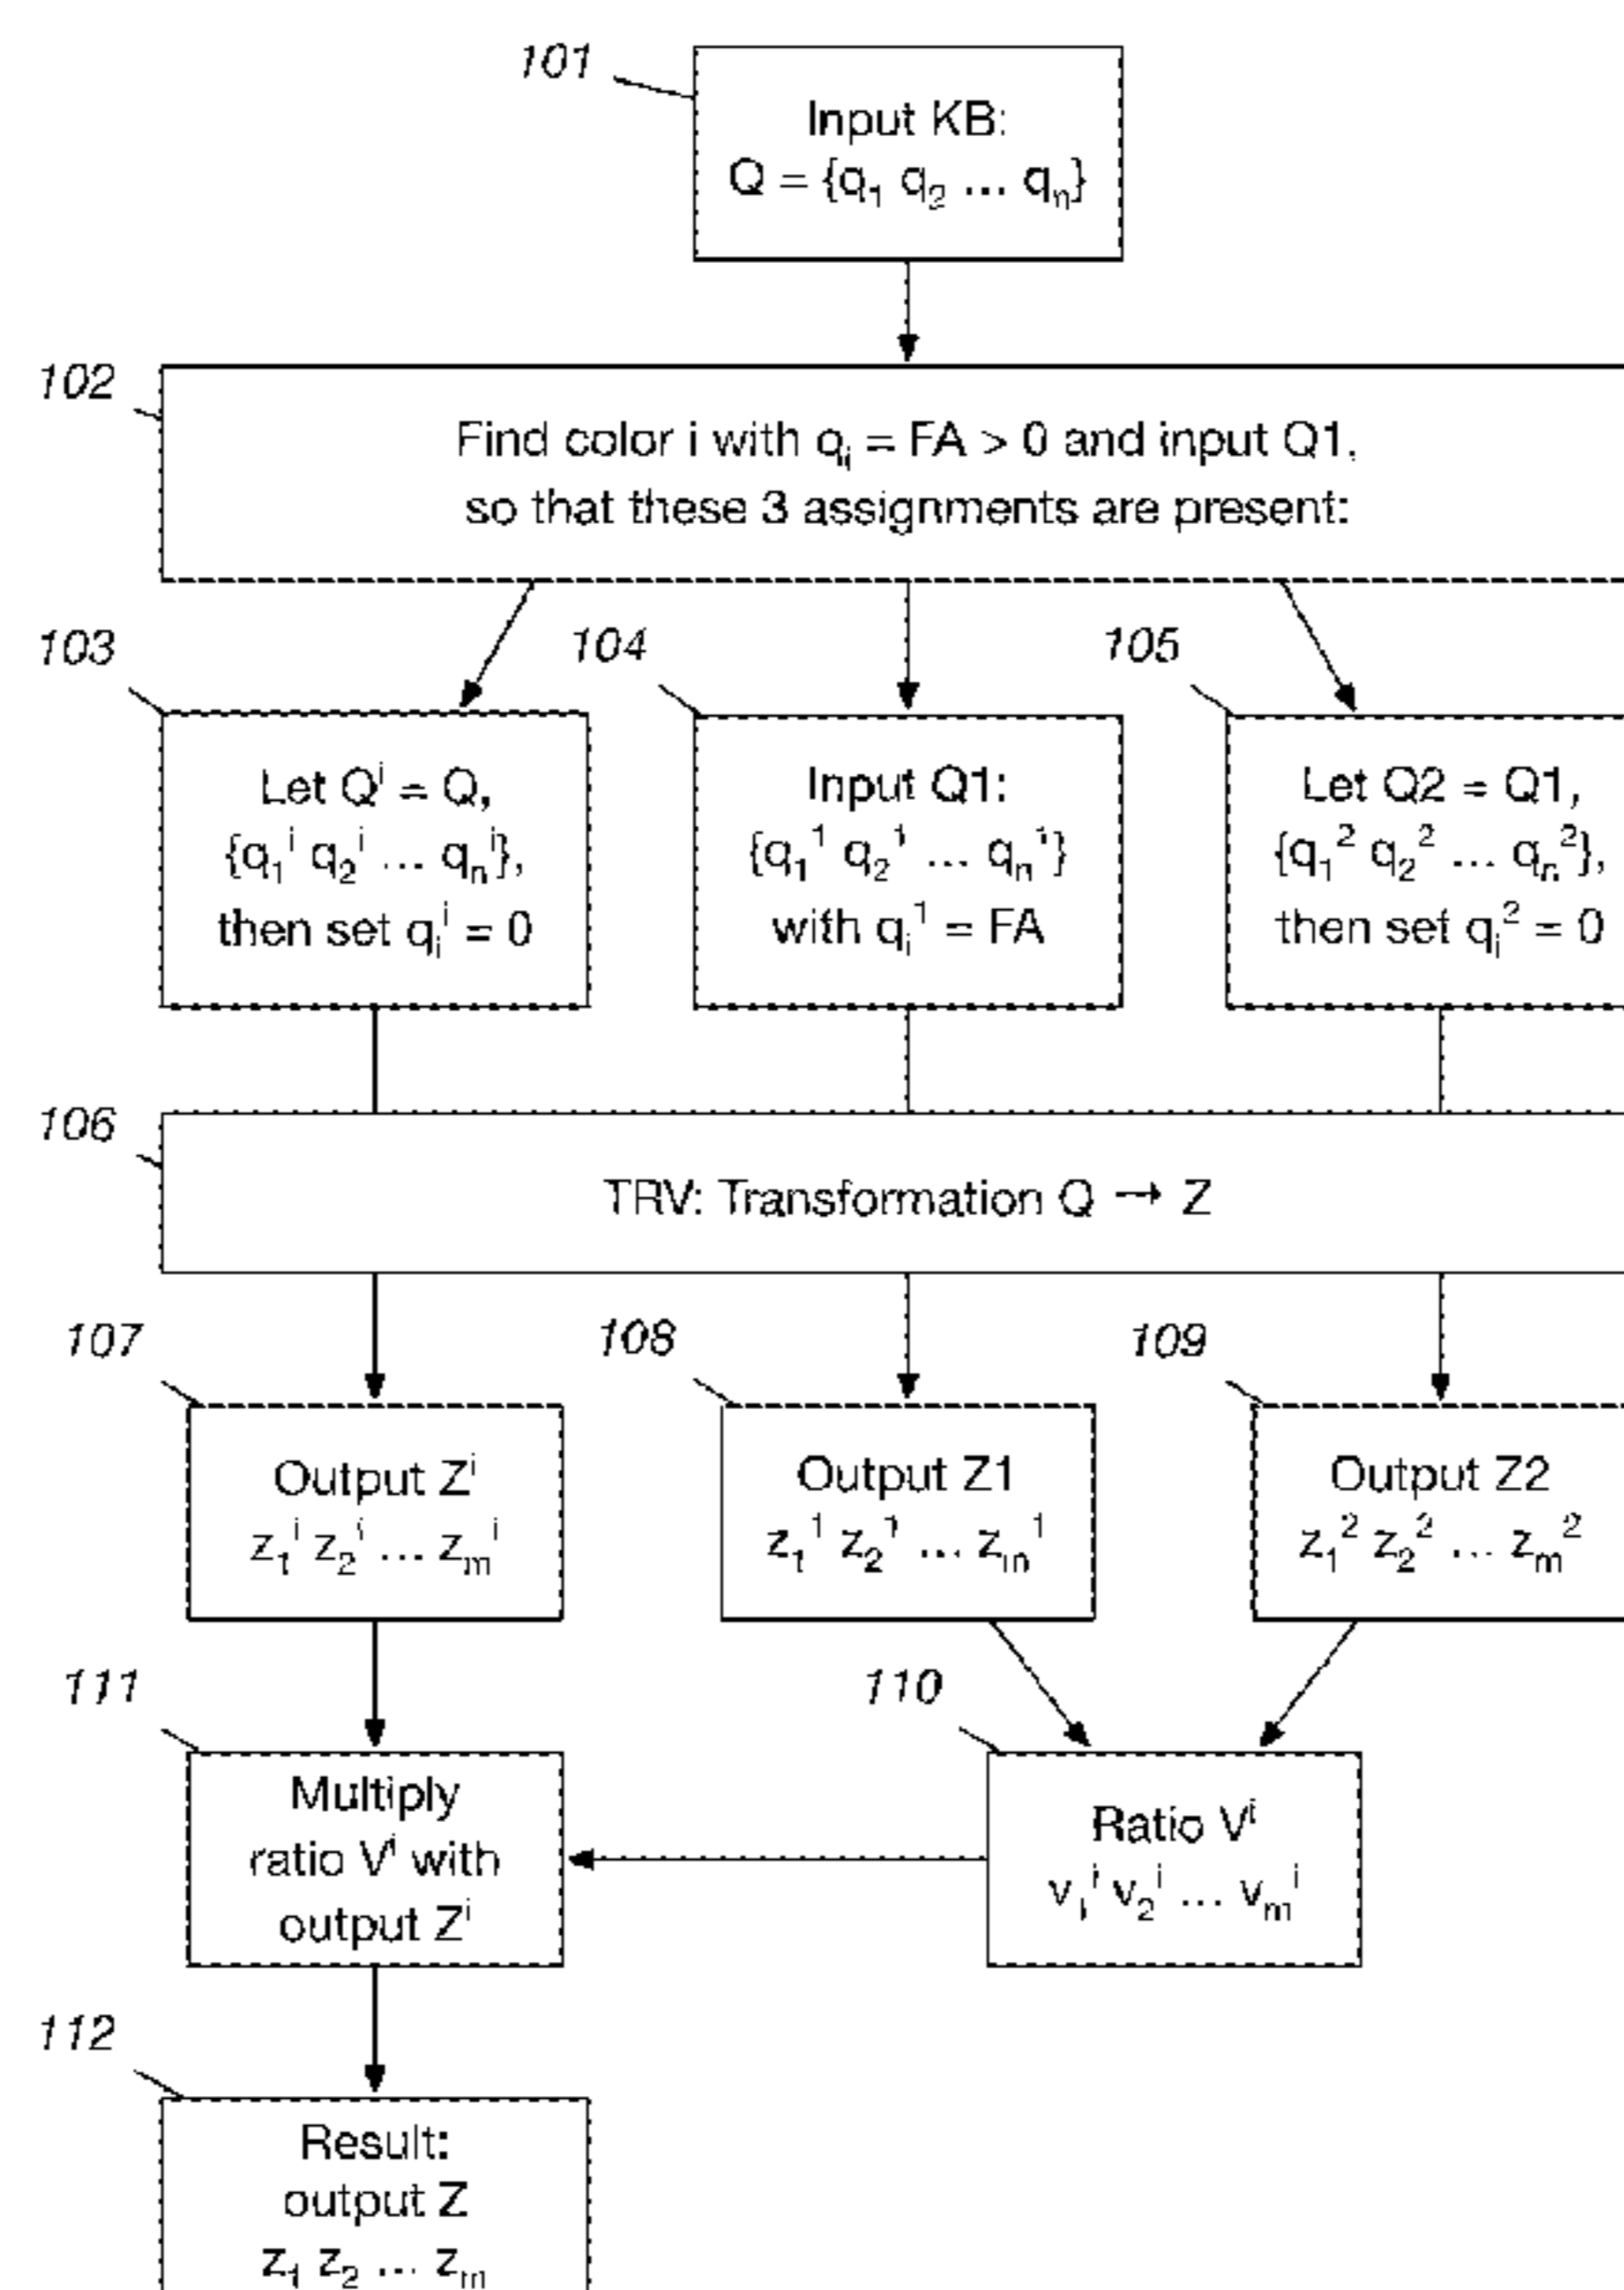 101
Input KB:
Q = {q₁ q₂ ... qₙ}
102
Find color i with qᵢ = FA > 0 and input Q1,
so that these 3 assignments are present:
103
Let Qⁱ = Q,
{q₁ⁱ q₂ⁱ ... qₙⁱ},
then set qᵢⁱ = 0
104
Input Q1:
{q₁¹ q₂¹ ... qₙ¹}
with qᵢ¹ = FA
105
Let Q2 = Q1,
{q₁² q₂² ... qₙ²},
then set qᵢ² = 0
106
TRV: Transformation Q → Z
107
Output Zⁱ
z₁ⁱ z₂ⁱ ... zₘⁱ
108
Output Z1
z₁¹ z₂¹ ... zₘ¹
109
Output Z2
z₁² z₂² ... zₘ²
111
Multiply
ratio Vⁱ with
output Zⁱ
110
Ratio Vⁱ
v₁ⁱ v₂ⁱ ... vₘⁱ
112
Result:
output Z
z₁ z₂ ... zₘ